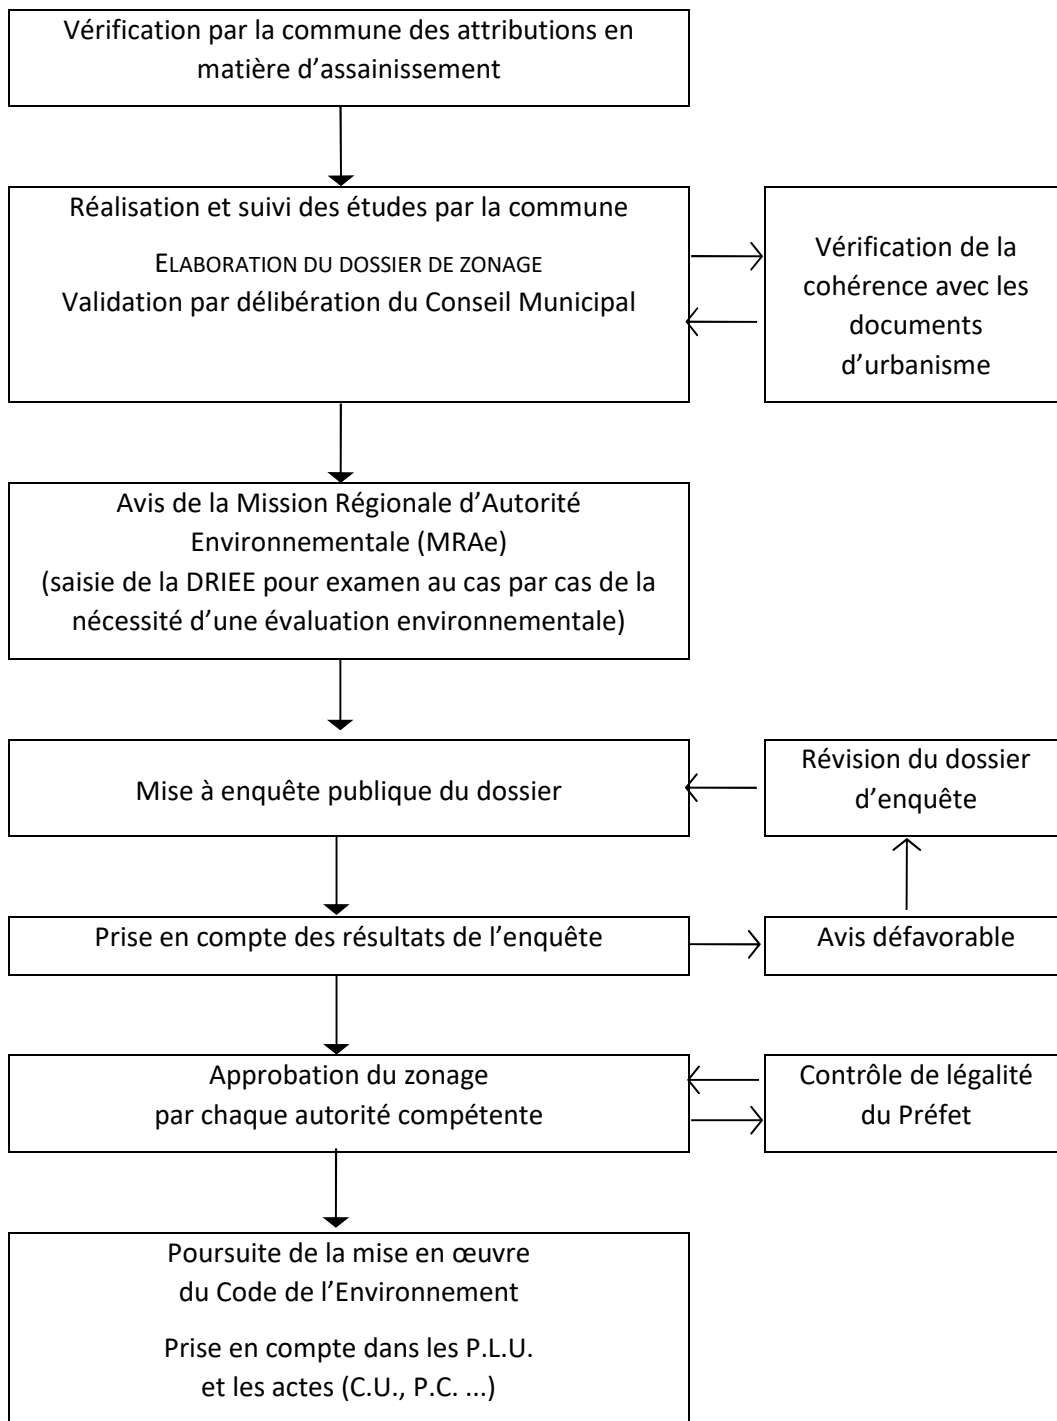 Vérification par la commune des attributions en
matière d’assainissement
Réalisation et suivi des études par la commune
ELABORATION DU DOSSIER DE ZONAGE
Validation par délibération du Conseil Municipal
Vérification de la
cohérence avec les
documents
d’urbanisme
Avis de la Mission Régionale d’Autorité
Environnementale (MRAe)
(saisie de la DRIEE pour examen au cas par cas de la
nécessité d’une évaluation environnementale)
Mise à enquête publique du dossier
Révision du dossier
d’enquête
Prise en compte des résultats de l’enquête
Avis défavorable
Approbation du zonage
par chaque autorité compétente
Contrôle de légalité
du Préfet
Poursuite de la mise en œuvre
du Code de l’Environnement
Prise en compte dans les P.L.U.
et les actes (C.U., P.C. ...)